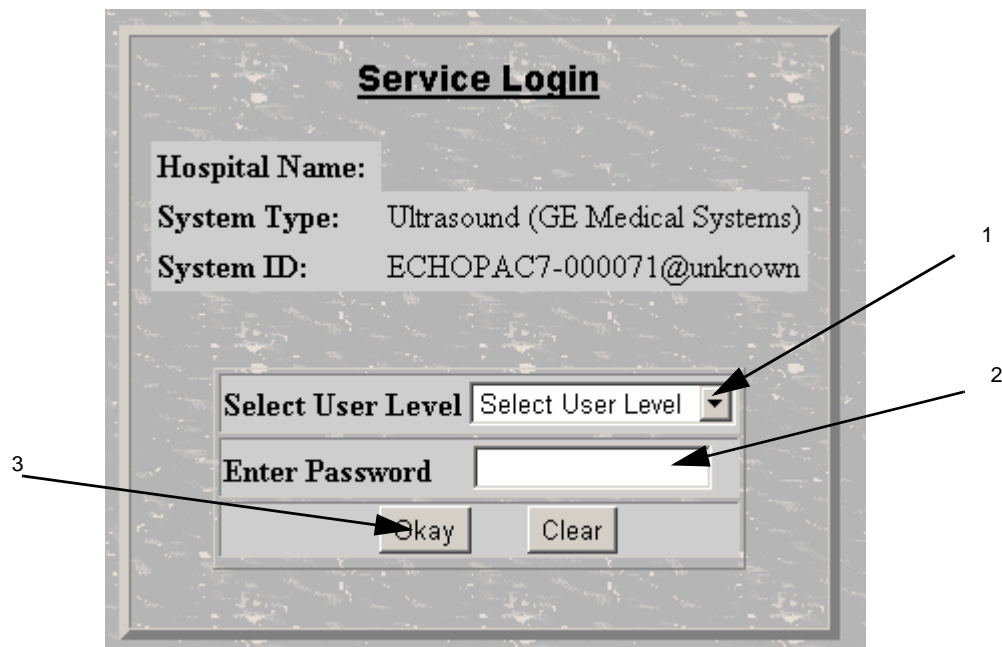 Service Login
Hospital Name:
System Type: Ultrasound (GE Medical Systems)
System ID: ECHOPAC7-000071@unknown
1
Select User Level Select User Level
2
Enter Password
3
Okay Clear